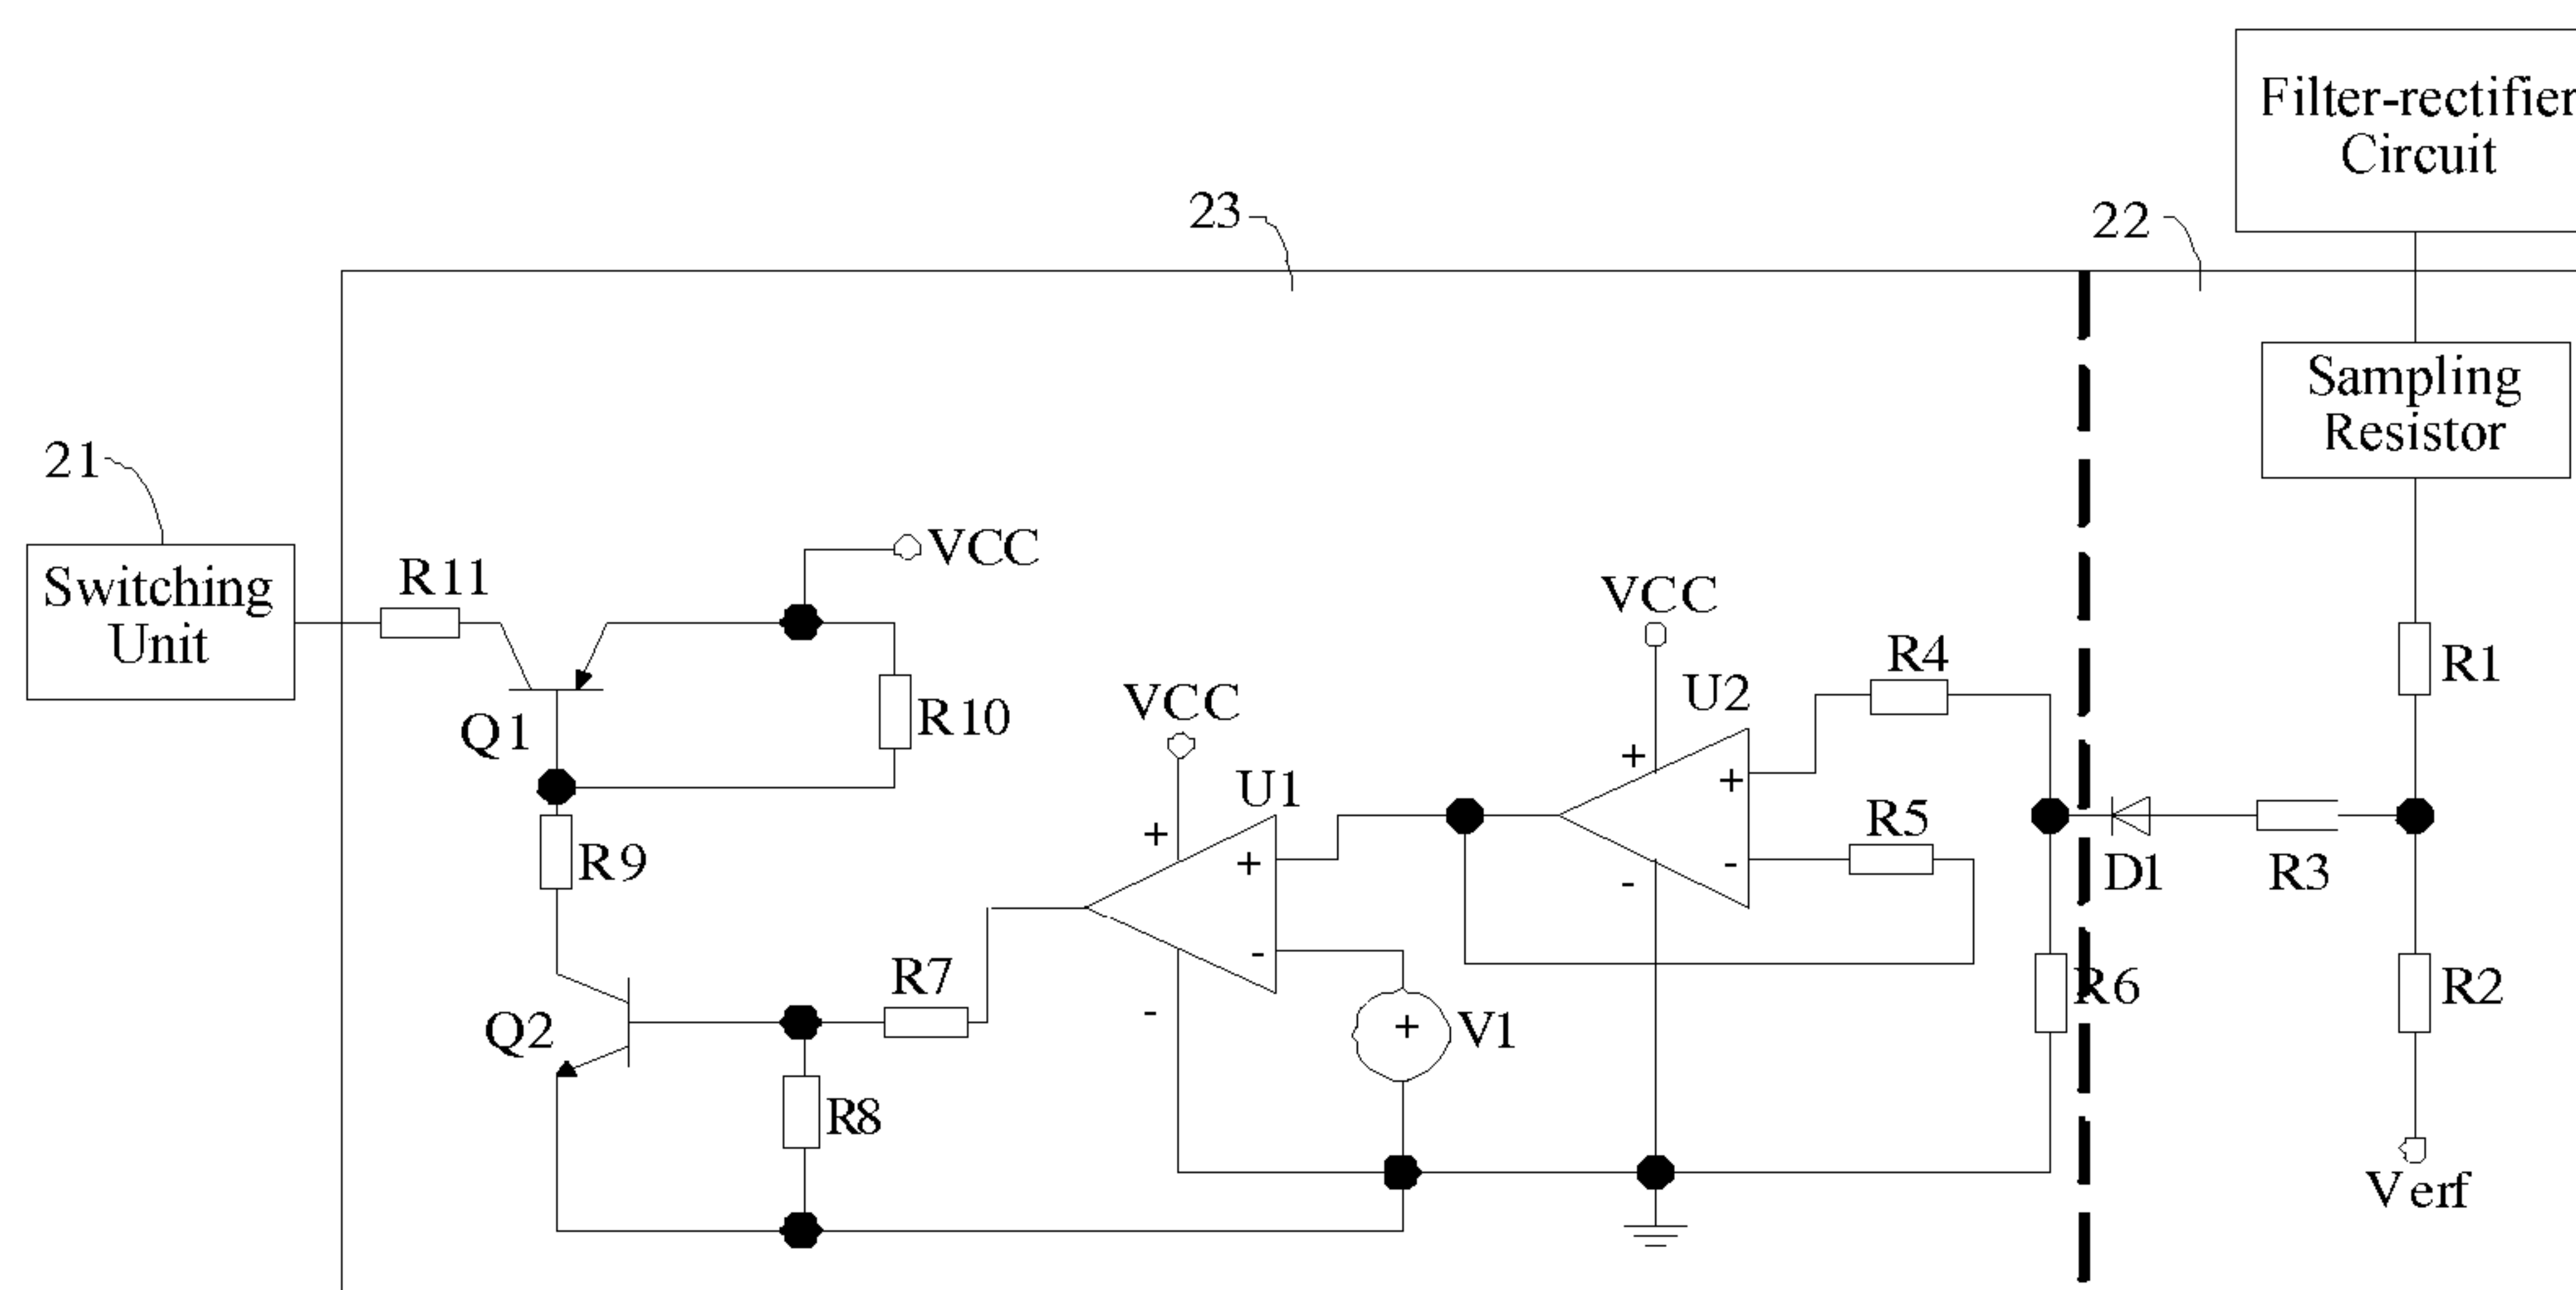 Filter-rectifier
Circuit
23
22
Sampling
Resistor
21
Switching
Unit
R11
VCC
VCC
R4
R1
U2
VCC
R10
Q1
+
+
U1
+
R5
+
-
R9
-
D1
R3
R7
-
R6
R2
Q2
-
+
V1
R8
Verf